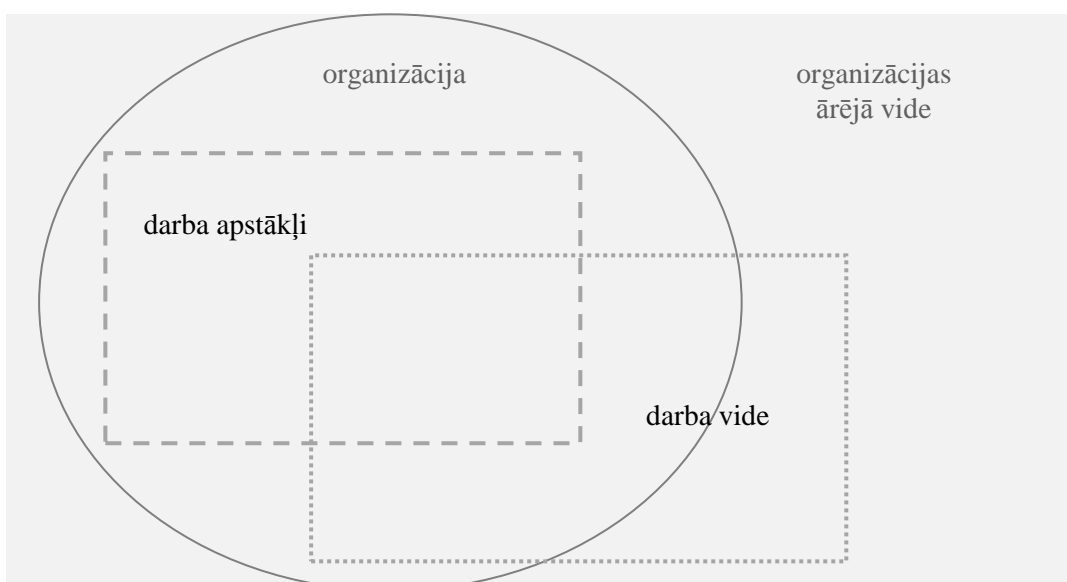 organizācija
organizācijas
ārējā vide
darba apstākļi
darba vide